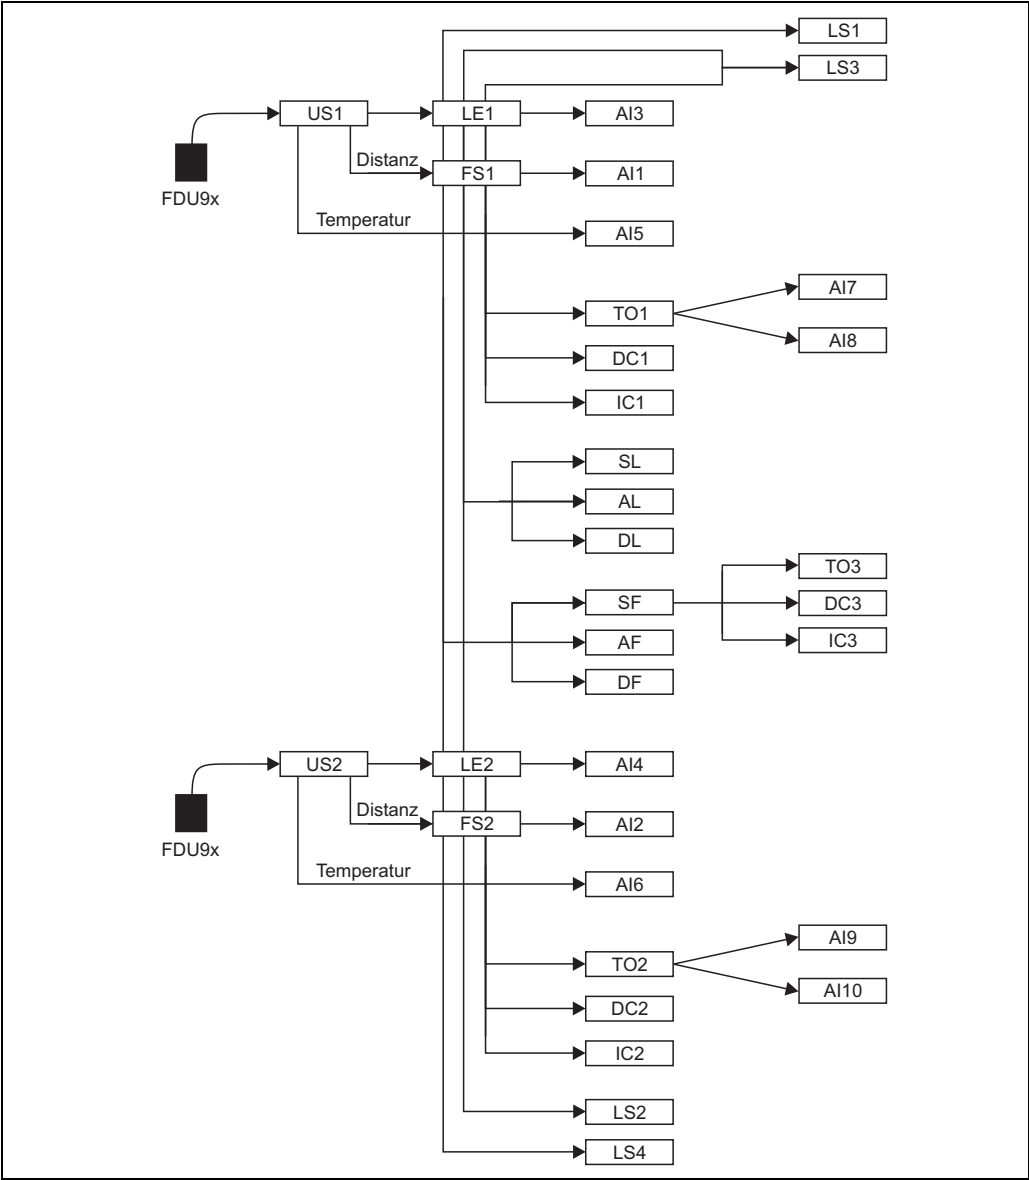 LS1
LS3
US1
LE1
AI3
Distanz
FS1
AI1
FDU9x
Temperatur
AI5
AI7
TO1
AI8
DC1
IC1
SL
AL
DL
TO3
SF
DC3
AF
IC3
DF
US2
LE2
AI4
Distanz
FS2
AI2
FDU9x
Temperatur
AI6
AI9
TO2
AI10
DC2
IC2
LS2
LS4